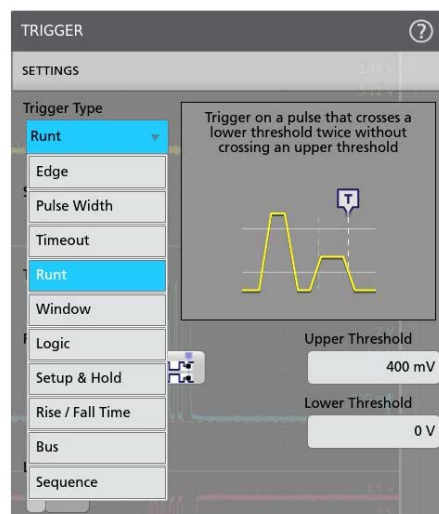 TRIGGER
?
SETTINGS
Trigger Type
Runt
Trigger on a pulse that crosses a
lower threshold twice without
crossing an upper threshold
T
Edge
Pulse Width
Timeout
Runt
Window
Logic
Setup & Hold
Rise / Fall Time
Bus
Sequence
Upper Threshold
400 mV
Lower Threshold
0 V